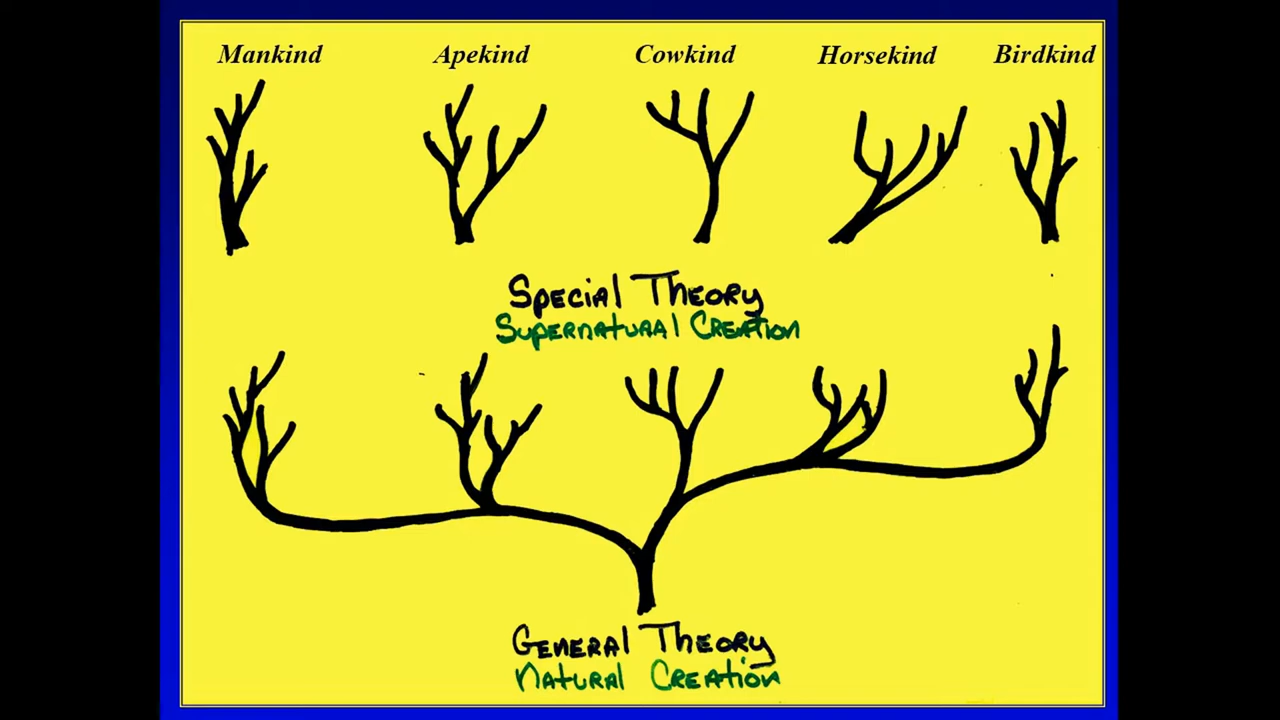 Mankind Apekind Cowkind Horsekind Birdkind
Special Theory
Supernatural Creation
General Theory
Natural Creation